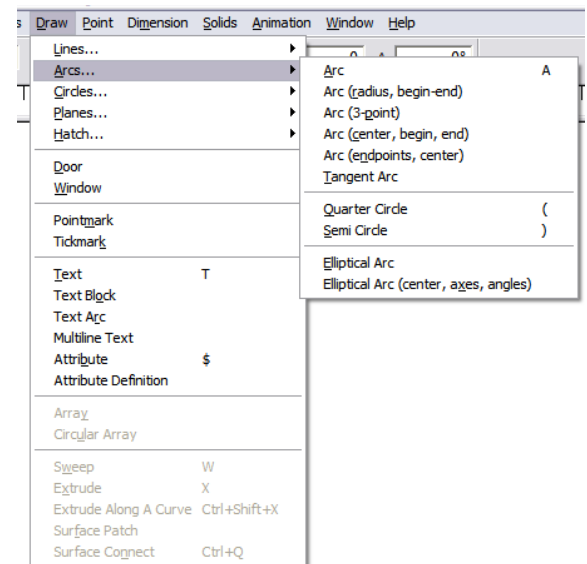 s Draw Point Dimension Solids Animation Window Help
Lines...
Arcs...
Circles...
Planes...
Hatch...
Door
Window
Pointmark
Tickmark
Text T
Text Block
Text Arc
Multiline Text
Attribute $
Attribute Definition
Array
Circular Array
Sweep W
Extrude X
Extrude Along A Curve Ctrl+Shift+X
Surface Patch
Surface Connect Ctrl+Q
Arc A
Arc (radius, begin-end)
Arc (3-point)
Arc (center, begin, end)
Arc (endpoints, center)
Tangent Arc
Quarter Circle (
Semi Circle )
Elliptical Arc
Elliptical Arc (center, axes, angles)